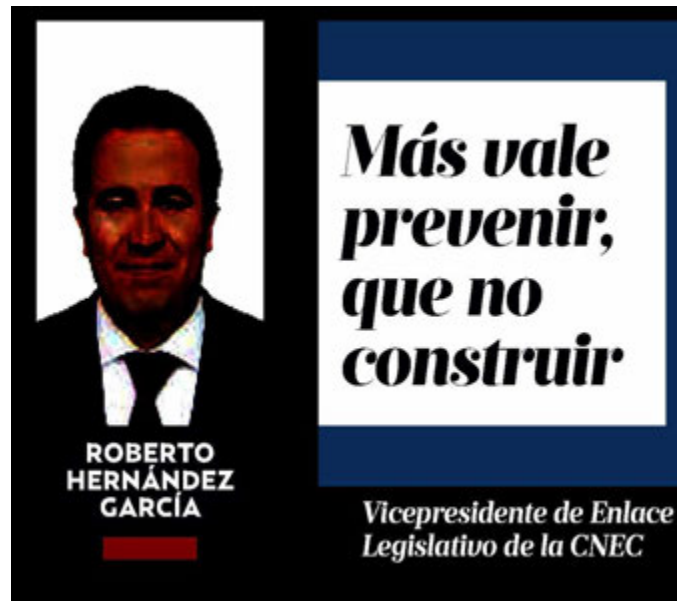 Más vale
prevenir,
que no
construir
ROBERTO
HERNÁNDEZ
GARCÍA
Vicepresidente de Enlace
Legislativo de la CNEC